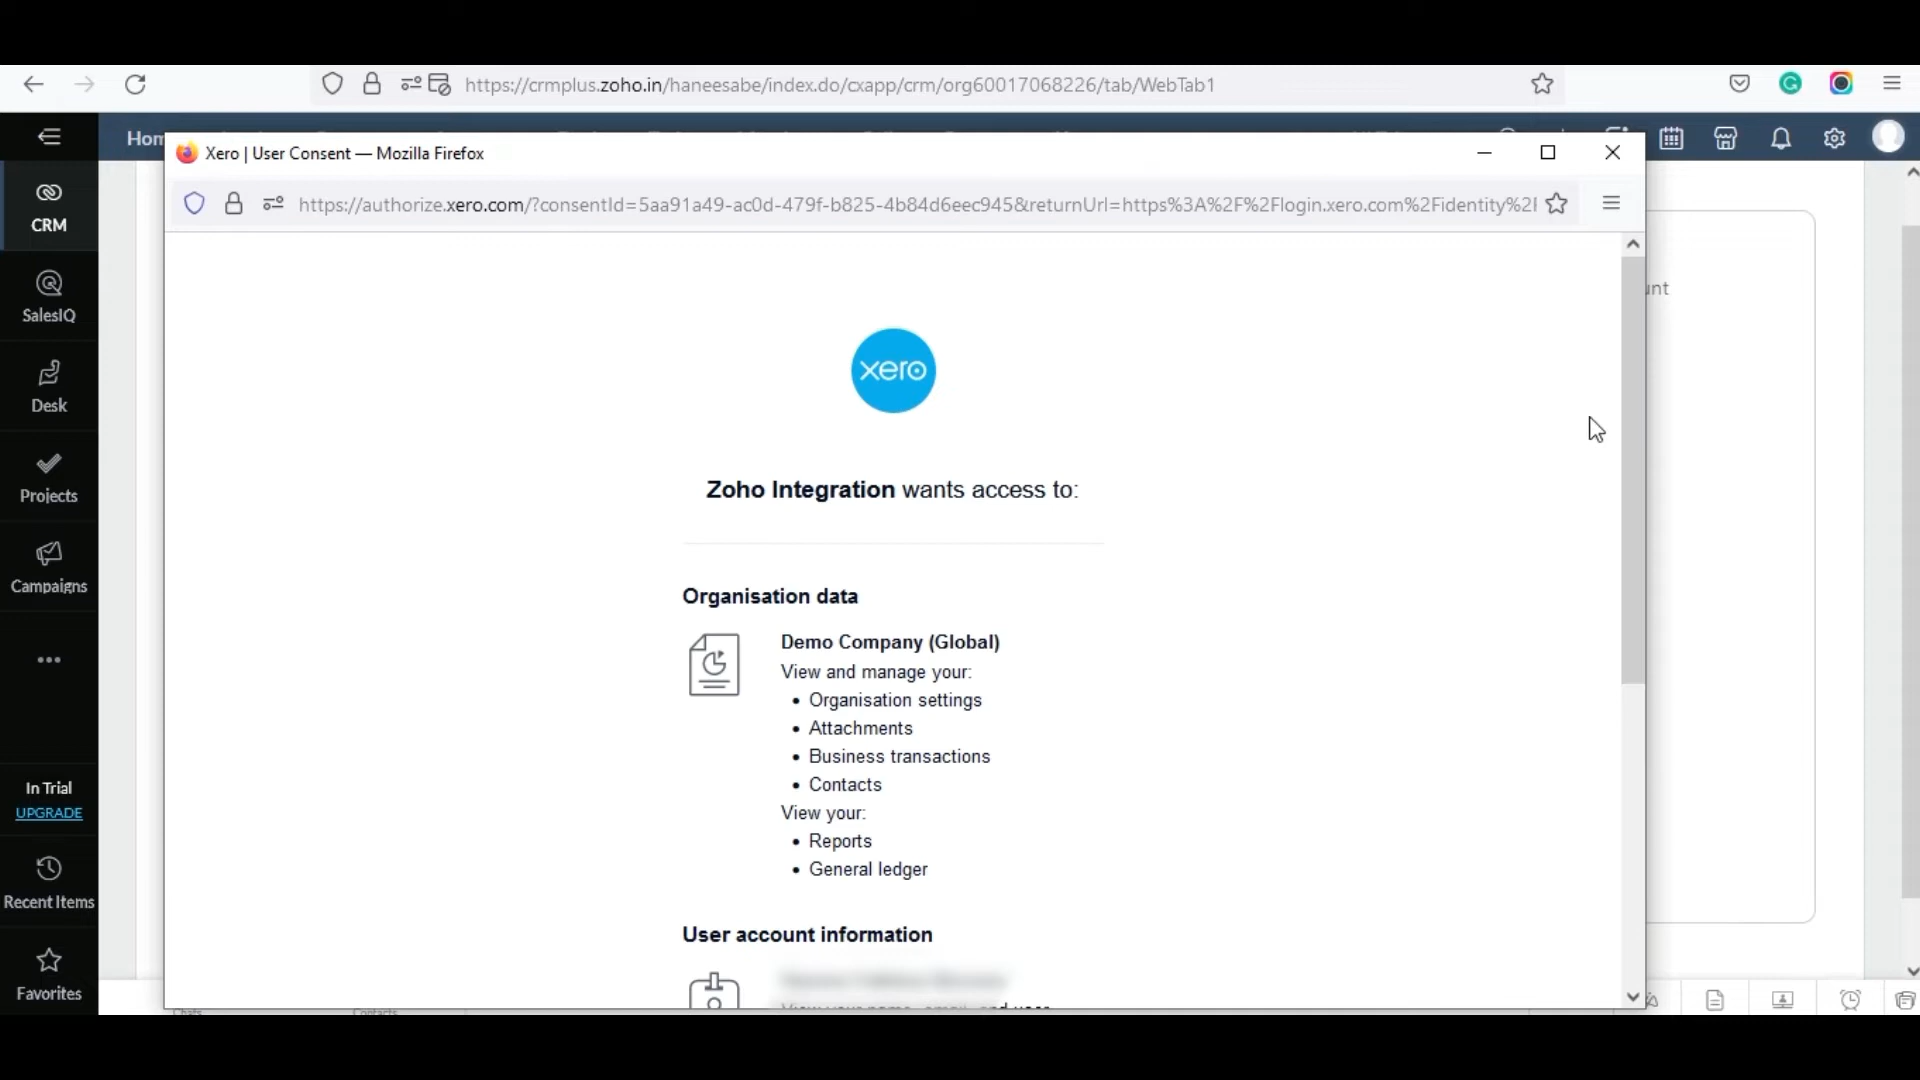 https://crmplus.zoho.in/haneesabe/index.do/cxapp/crm/org60017068226/tab/WebTab1
Xero | User Consent — Mozilla Firefox
https://authorize.xero.com/?consentId=5aa91a49-ac0d-479f-b825-4b84d6eec945&returnUrl=https%3A%2F%2Flogin.xero.com%2Fidentity%2F
CRM
SalesIQ
Desk
Projects
Campaigns
In Trial
UPGRADE
Recent Items
Favorites
xero
Zoho Integration wants access to:
Organisation data
Demo Company (Global)
View and manage your:
• Organisation settings
• Attachments
• Business transactions
• Contacts
View your:
• Reports
• General ledger
User account information